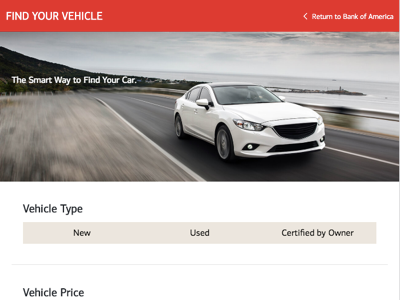 FIND YOUR VEHICLE
Return to Bank of America
The Smart Way to Find Your Car.
Vehicle Type
New Used Certified by Owner
Vehicle Price